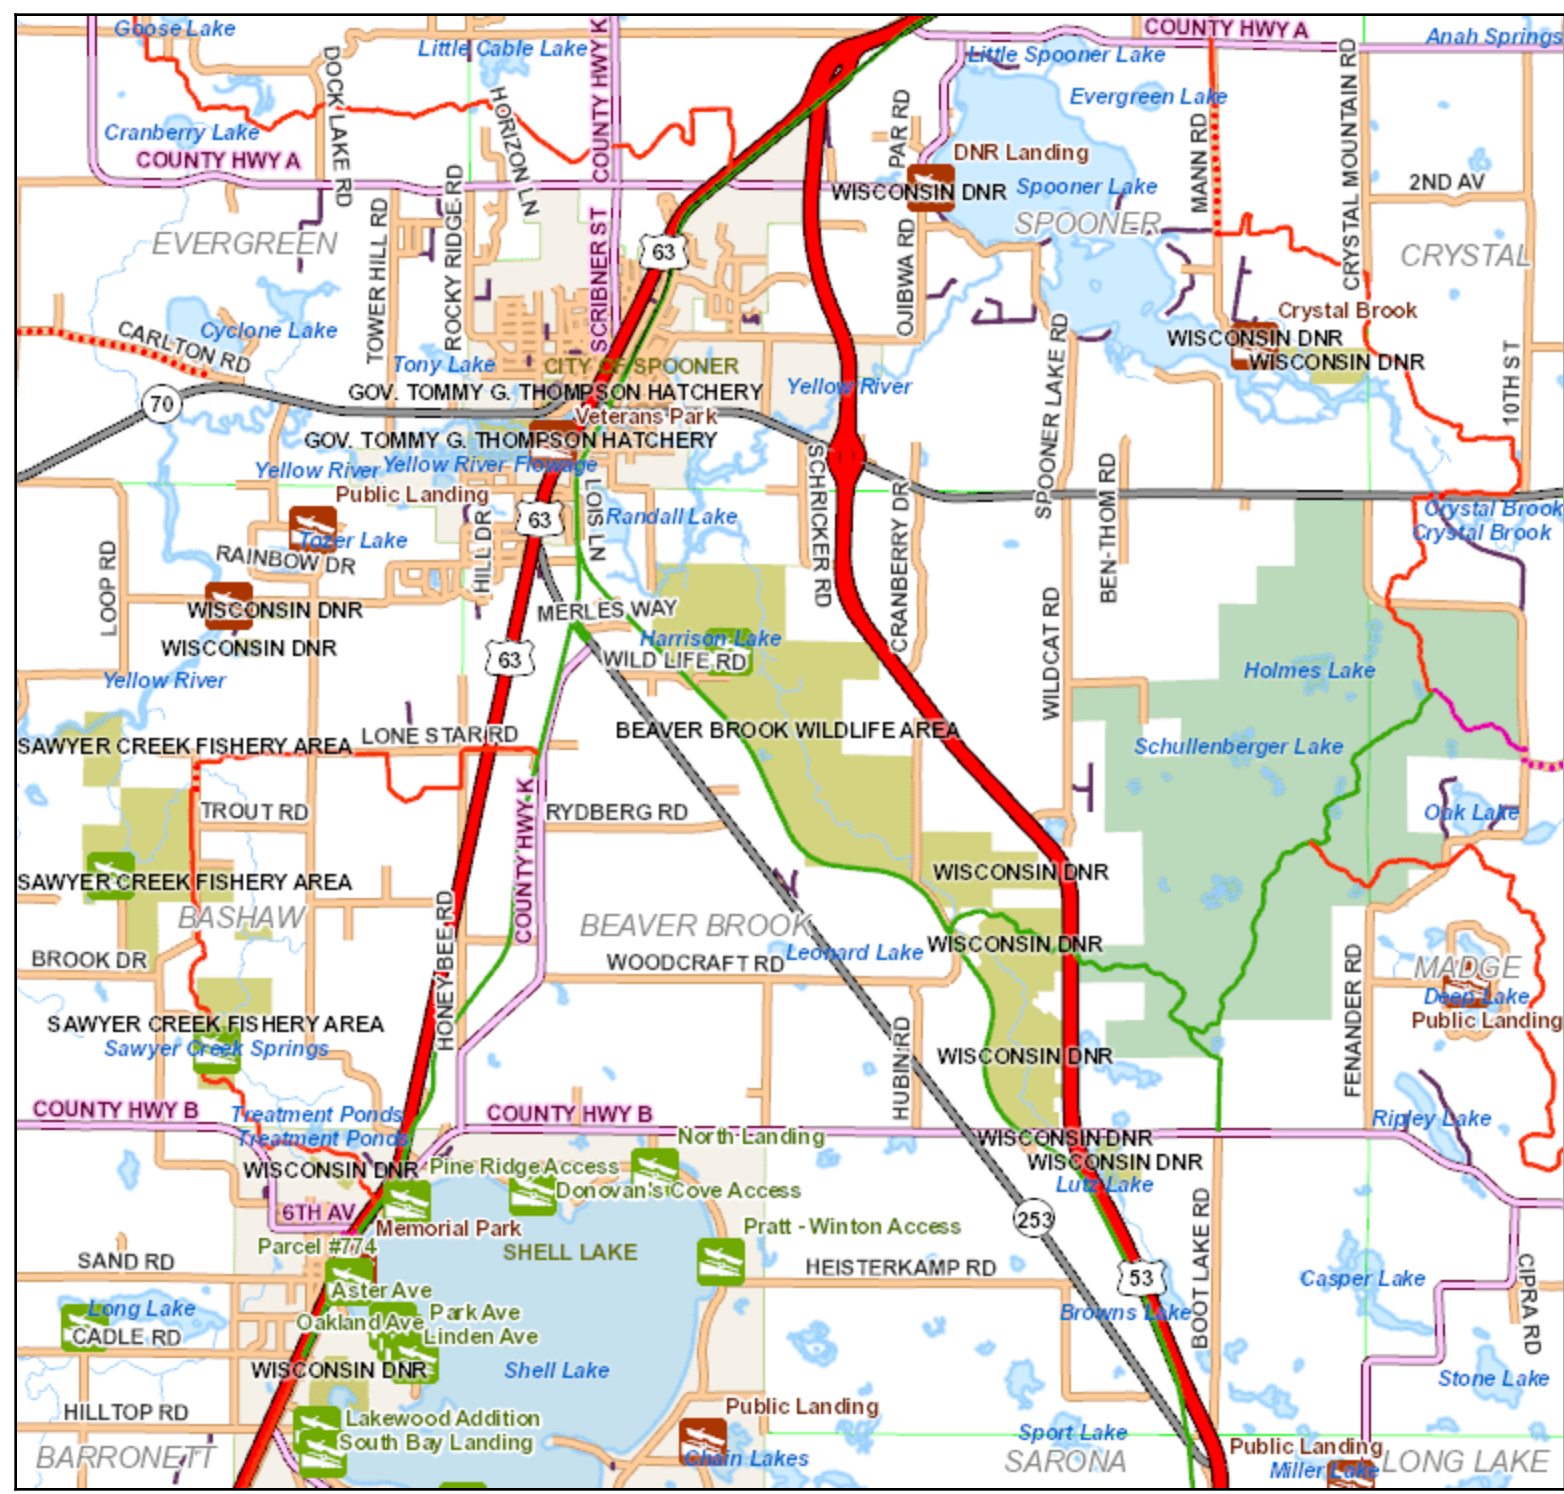 Goose Lake
COUNTY HWY A
Anah Springs
Little Cable Lake
Little Spooner Lake
DOCK LAKE RD
COUNTY HWY K
CRYSTAL MOUNTAIN RD
HORIZON LN
Evergreen Lake
PAR RD
MANN RD
Cranberry Lake
COUNTY HWY A
DNR Landing
WISCONSIN DNR
Spooner Lake
2ND AV
ROCKY RIDGE RD
TOWER HILL RD
SCRIBNER ST
SPOONER
EVERGREEN
63
OJIBWA RD
CRYSTAL
Crystal Brook
CARLTON RD
Cyclone Lake
WISCONSIN DNR
WISCONSIN DNR
SPOONER LAKE RD
10TH ST
Tony Lake
CITY OF SPOONER
Yellow River
GOV. TOMMY G. THOMPSON HATCHERY
70
Veterans Park
GOV. TOMMY G. THOMPSON HATCHERY
Yellow River
Yellow River Flowage
Public Landing
SCHRICKER RD
CRANBERRY DR
BEN-THOM RD
Crystal Brook
Crystal Brook
63
LOIS LN
Randall Lake
Tozer Lake
HILL DR
RAINBOW DR
LOOP RD
WISCONSIN DNR
WISCONSIN DNR
MERLES WAY
Harrison Lake
WILD LIFE RD
63
WILDCAT RD
Holmes Lake
Yellow River
SAWYER CREEK FISHERY AREA
LONE STAR RD
BEAVER BROOK WILDLIFE AREA
Schullenberger Lake
COUNTY HWY K
TROUT RD
RYDBERG RD
Oak Lake
SAWYER CREEK FISHERY AREA
WISCONSIN DNR
BASHAW
HONEY BEE RD
BEAVER BROOK
WISCONSIN DNR
Leonard Lake
BROOK DR
WOODCRAFT RD
MADGE
Deep Lake
Public Landing
SAWYER CREEK FISHERY AREA
Sawyer Creek Springs
HUBIN RD
WISCONSIN DNR
FENANDER RD
COUNTY HWY B
Treatment Ponds
Treatment Ponds
COUNTY HWY B
North Landing
WISCONSIN DNR
Ripley Lake
WISCONSIN DNR
Pine Ridge Access
WISCONSIN DNR
Donovan's Cove Access
Lutz Lake
6TH AV
Memorial Park
Pratt - Winton Access
253
BOOT LAKE RD
Parcel #774
SHELL LAKE
SAND RD
HEISTERKAMP RD
53
Casper Lake
CIPRA RD
Aster Ave
Long Lake
Park Ave
Oakland Ave
Linden Ave
Browns Lake
CADLE RD
WISCONSIN DNR
Shell Lake
Stone Lake
HILLTOP RD
Lakewood Addition
Public Landing
South Bay Landing
Sport Lake
BARRONETT
Chain Lakes
SARONA
Public Landing
Miller Lake
LONG LAKE